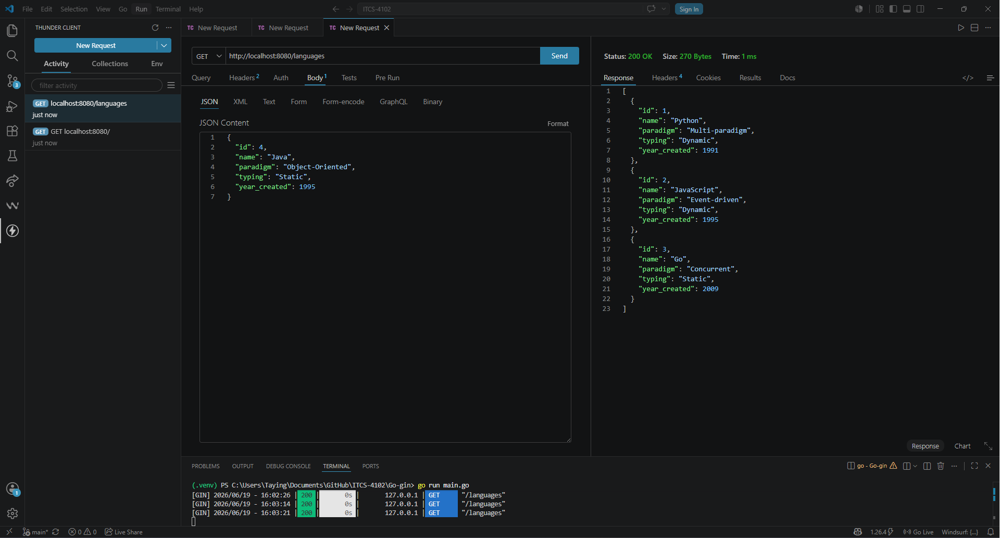 File Edit Selection View Go Run Terminal Help
ITCS-4102
Sign In
THUNDER CLIENT
New Request
Activity Collections Env
filter activity
GET localhost:8080/languages
just now
GET GET localhost:8080/
just now
3
1
TC New Request
TC New Request
TC New Request
GET http://localhost:8080/languages Send
Query Headers 2 Auth Body 1 Tests Pre Run
JSON XML Text Form Form-encode GraphQL Binary
JSON Content Format
1 {
2 "id": 4,
3 "name": "Java",
4 "paradigm": "Object-Oriented",
5 "typing": "Static",
6 "year_created": 1995
7 }
Status: 200 OK Size: 270 Bytes Time: 1 ms
Response Headers 4 Cookies Results Docs
</>
1 [
2 {
3 "id": 1,
4 "name": "Python",
5 "paradigm": "Multi-paradigm",
6 "typing": "Dynamic",
7 "year_created": 1991
8 },
9 {
10 "id": 2,
11 "name": "JavaScript",
12 "paradigm": "Event-driven",
13 "typing": "Dynamic",
14 "year_created": 1995
15 },
16 {
17 "id": 3,
18 "name": "Go",
19 "paradigm": "Concurrent",
20 "typing": "Static",
21 "year_created": 2009
22 }
23 ]
Response Chart
PROBLEMS OUTPUT DEBUG CONSOLE TERMINAL PORTS
go - Go-gin
(.venv) PS C:\Users\Taying\Documents\GitHub\ITCS-4102\Go-gin> go run main.go
[GIN] 2026/06/19 - 16:02:26 | 200 | 0s | 127.0.0.1 | GET "/languages"
[GIN] 2026/06/19 - 16:03:14 | 200 | 0s | 127.0.0.1 | GET "/languages"
[GIN] 2026/06/19 - 16:03:21 | 200 | 0s | 127.0.0.1 | GET "/languages"
main* 0 0 Live Share
1.26.4 Go Live Windsurf: {...}